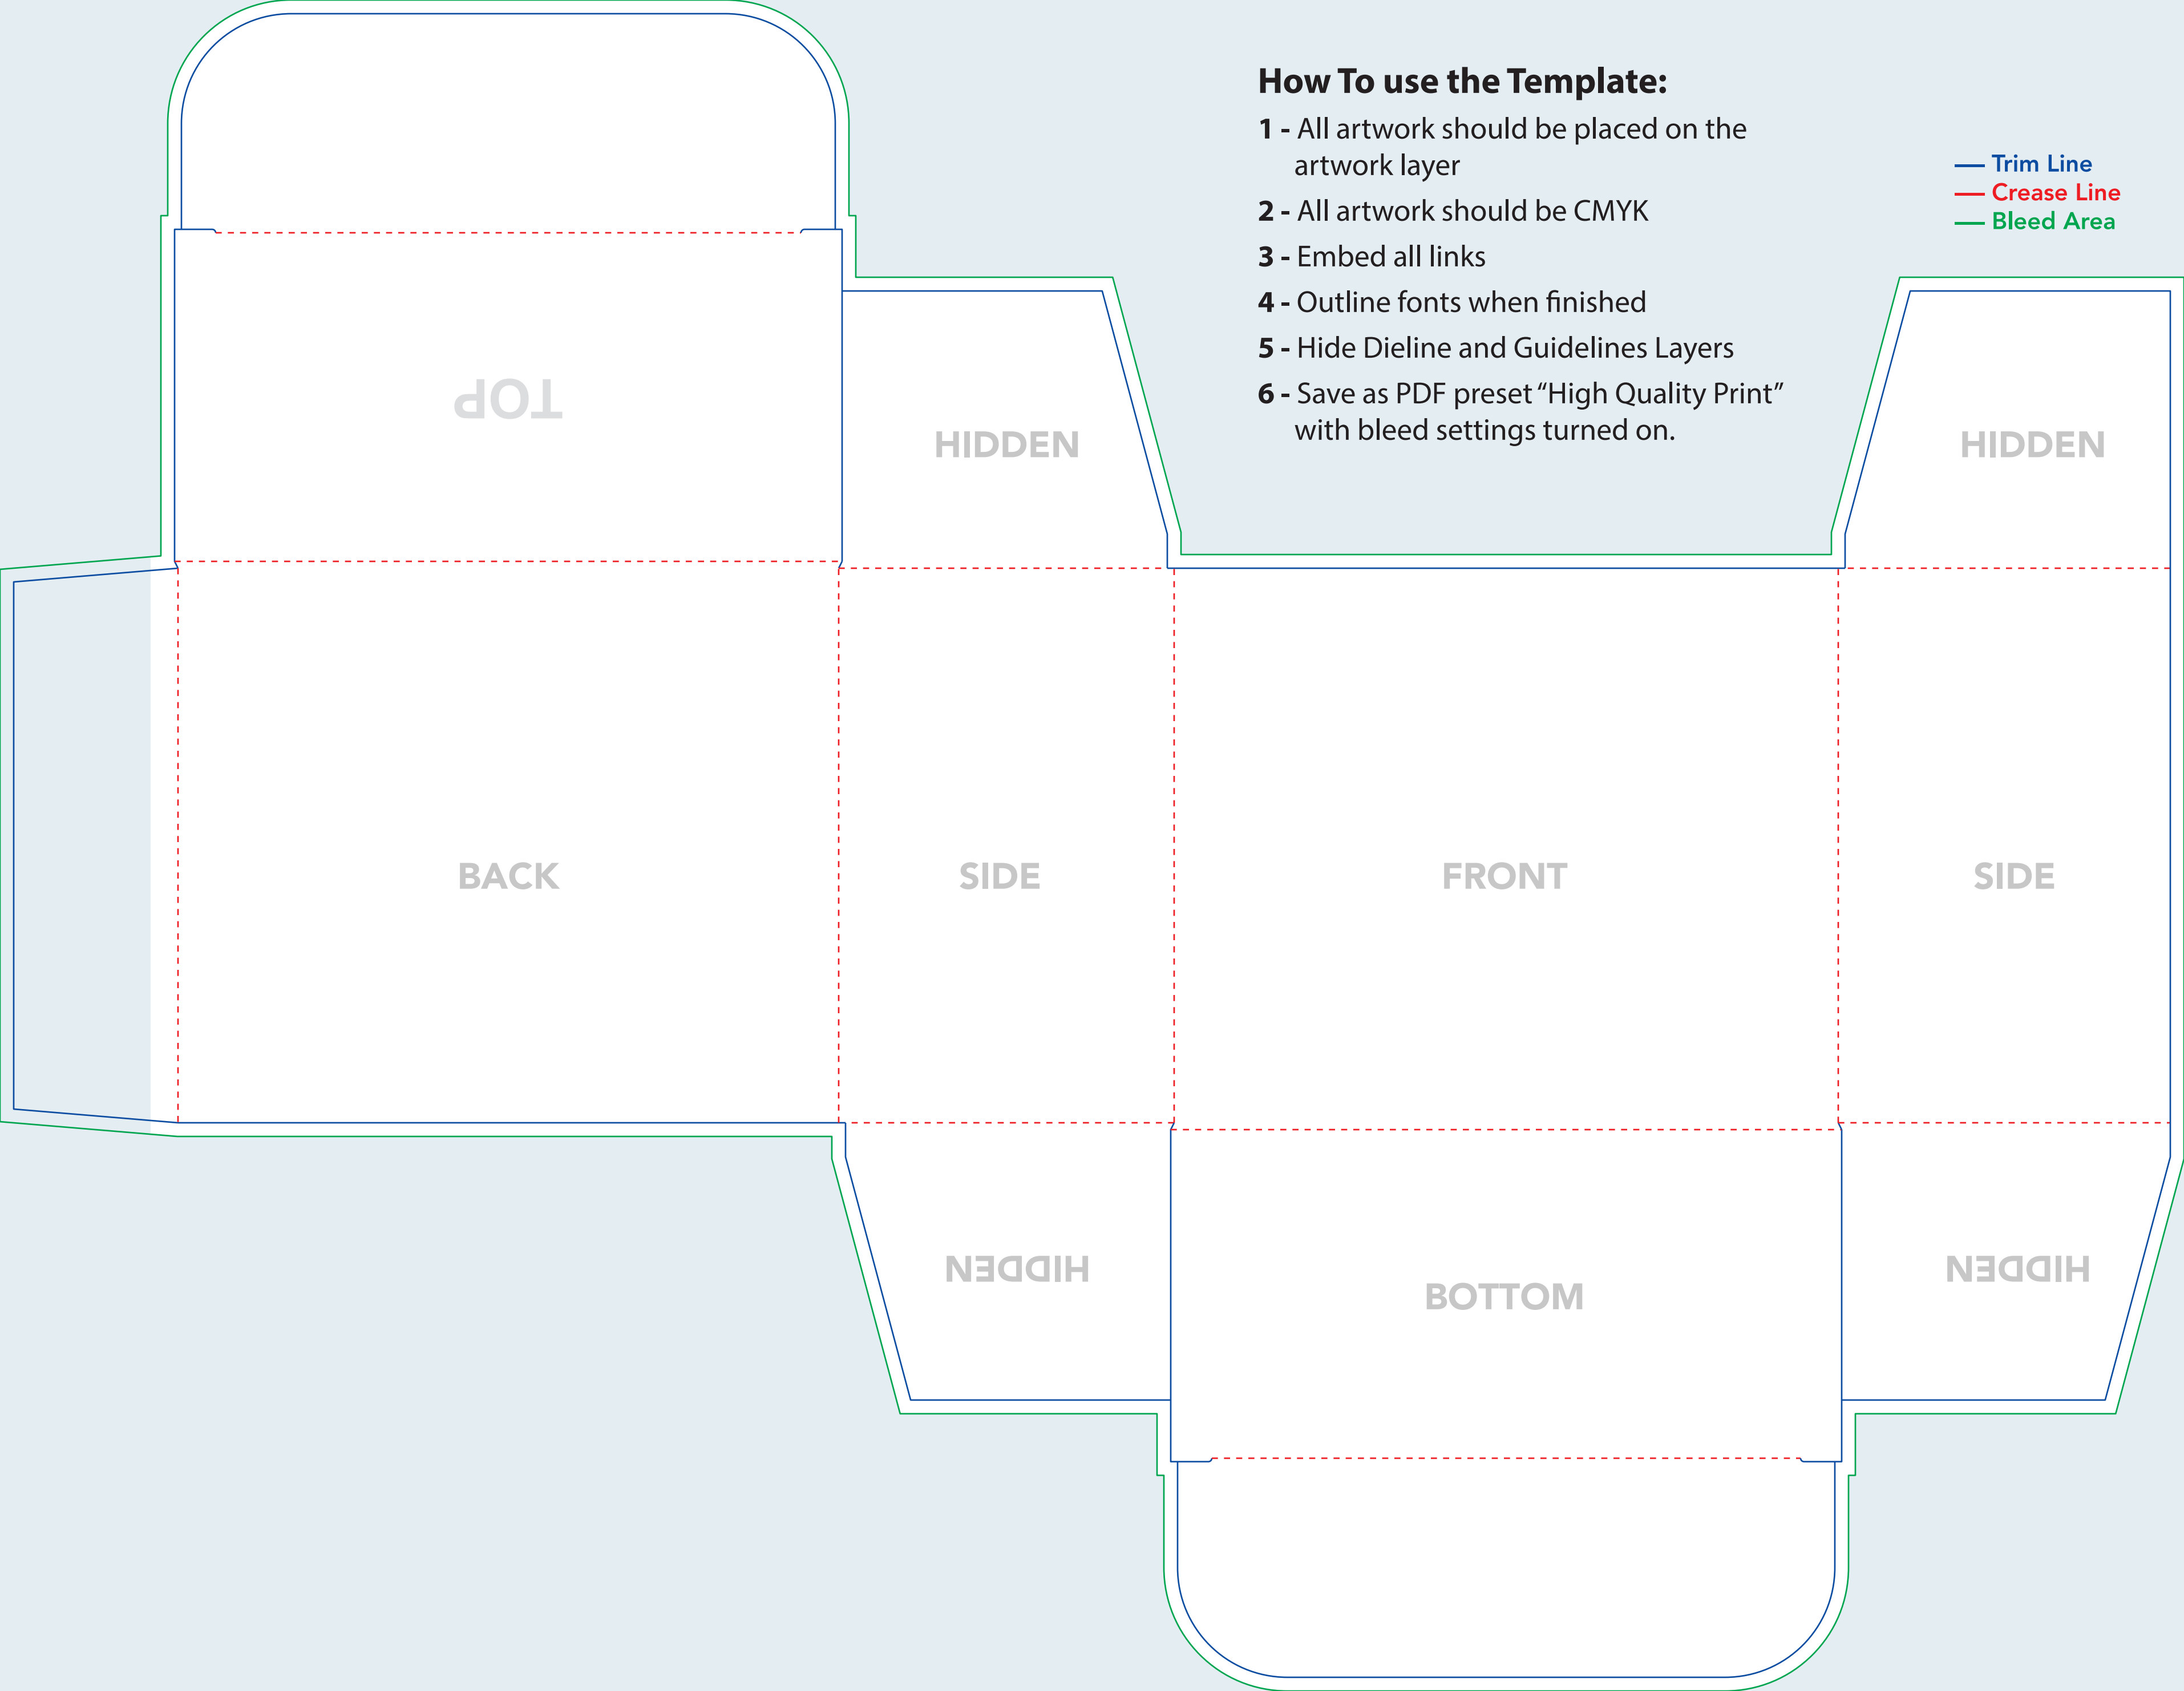 How To use the Template:
1 - All artwork should be placed on the
artwork layer
2 - All artwork should be CMYK
3 - Embed all links
4 - Outline fonts when finished
5 - Hide Dieline and Guidelines Layers
6 - Save as PDF preset “High Quality Print”
with bleed settings turned on.
Trim Line
Crease Line
Bleed Area
TOP
HIDDEN
HIDDEN
BACK
SIDE
FRONT
SIDE
HIDDEN
BOTTOM
HIDDEN